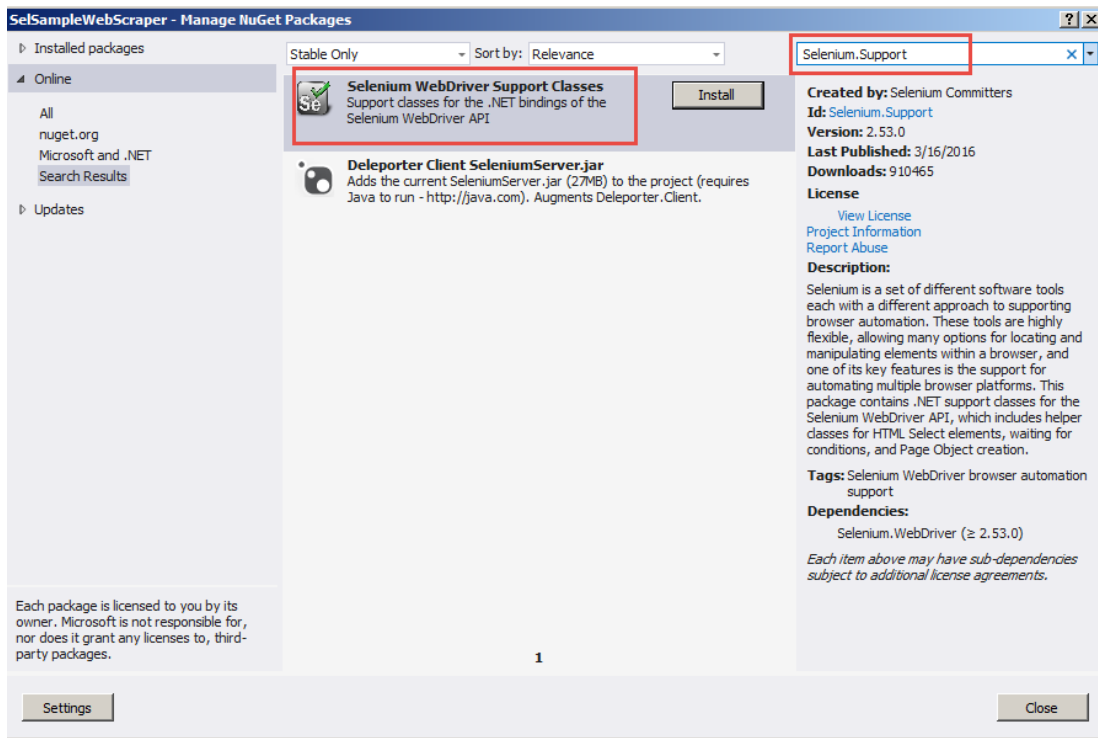 SelSampleWebScraper - Manage NuGet Packages
Installed packages
Online
All
nuget.org
Microsoft and .NET
Search Results
Updates
Each package is licensed to you by its
owner. Microsoft is not responsible for,
nor does it grant any licenses to, third-
party packages.
Settings
Stable Only
Sort by: Relevance
Selenium WebDriver Support Classes
Support classes for the .NET bindings of the
Selenium WebDriver API
Install
Deleporter Client SeleniumServer.jar
Adds the current SeleniumServer.jar (27MB) to the project (requires
Java to run - http://java.com). Augments Deleporter.Client.
1
Selenium.Support
Created by: Selenium Committers
Id: Selenium.Support
Version: 2.53.0
Last Published: 3/16/2016
Downloads: 910465
License
View License
Project Information
Report Abuse
Description:
Selenium is a set of different software tools
each with a different approach to supporting
browser automation. These tools are highly
flexible, allowing many options for locating and
manipulating elements within a browser, and
one of its key features is the support for
automating multiple browser platforms. This
package contains .NET support classes for the
Selenium WebDriver API, which includes helper
classes for HTML Select elements, waiting for
conditions, and Page Object creation.
Tags: Selenium WebDriver browser automation
support
Dependencies:
Selenium.WebDriver (≥ 2.53.0)
Each item above may have sub-dependencies
subject to additional license agreements.
Close